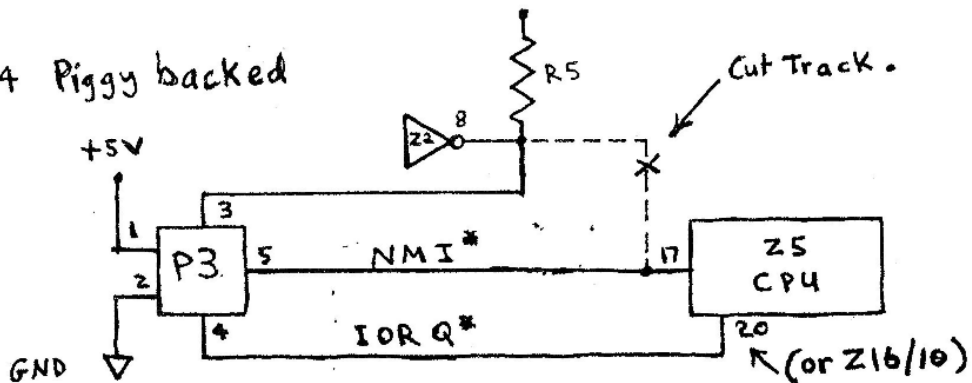 4 Piggy backed
R5
Cut Track.
8
Z2
+5V
3
1
P3
5
NMI*
17
Z5
CPU
2
4
IORQ*
20
GND
(or Z16/10)